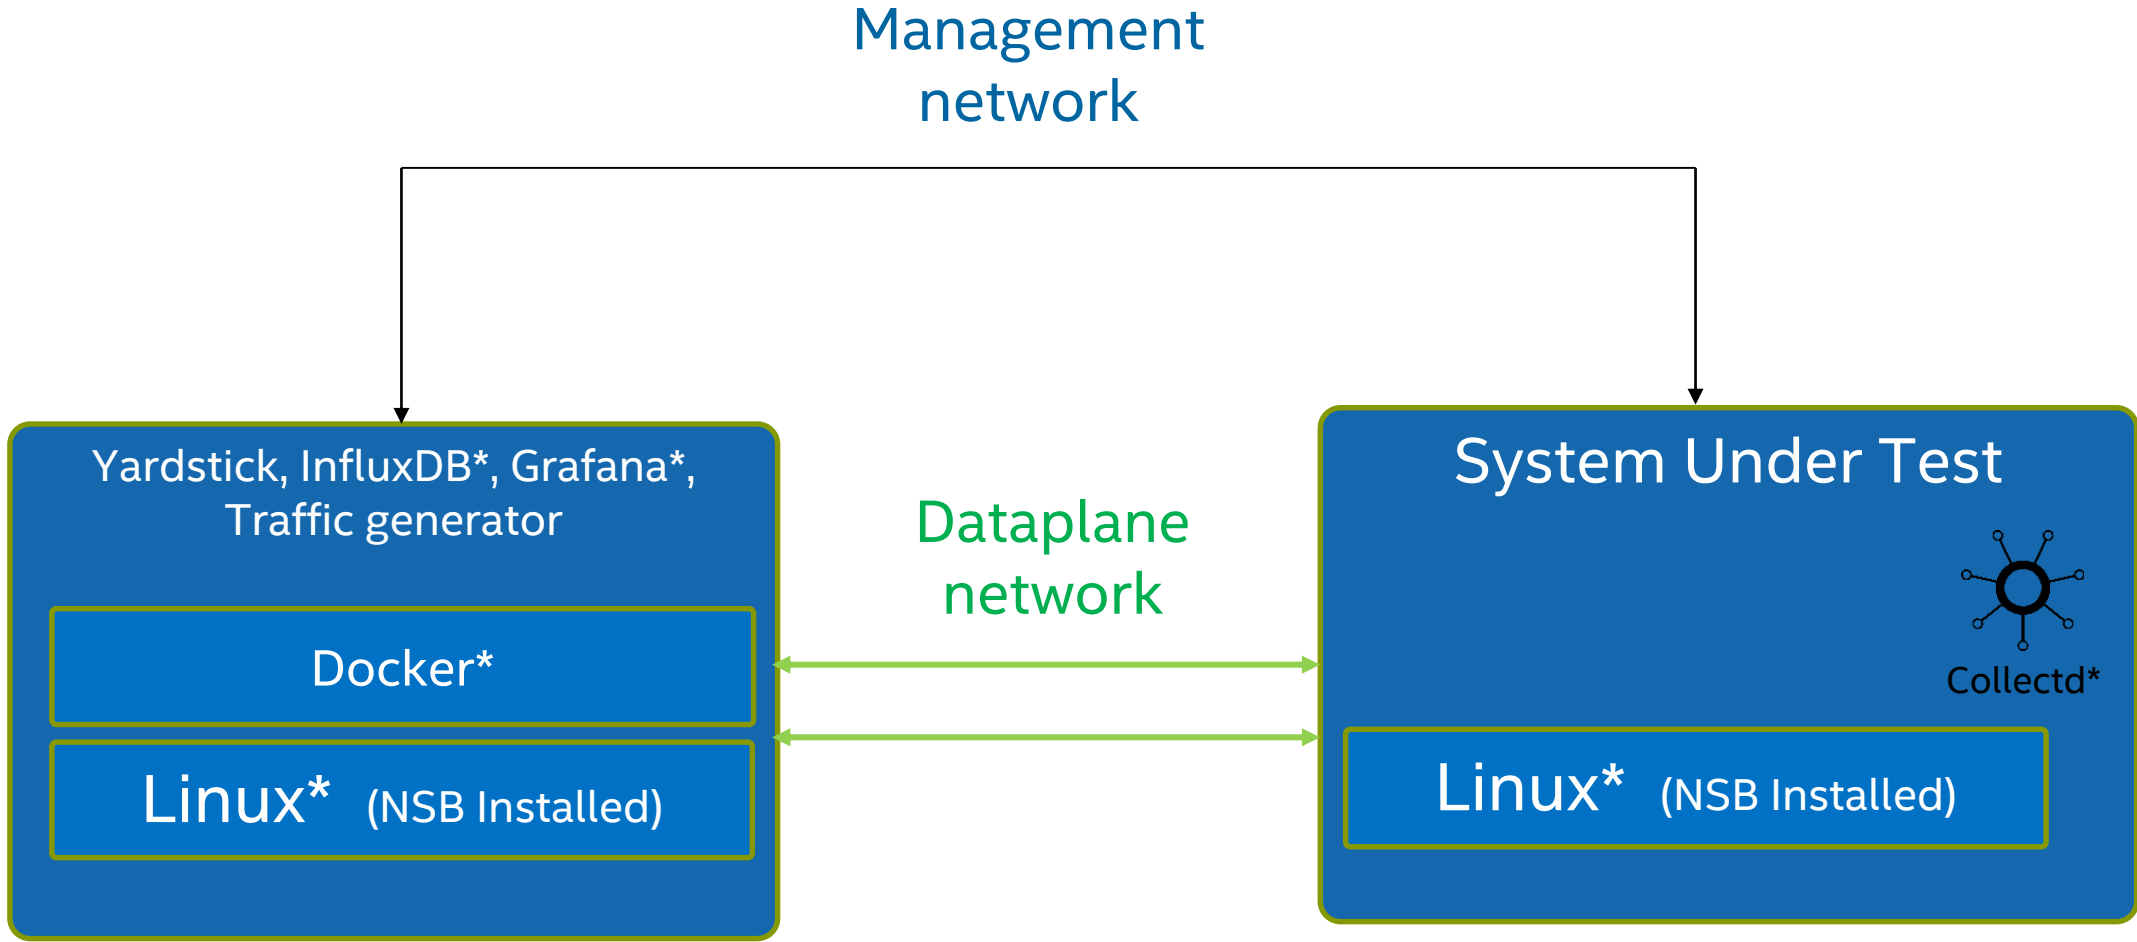 Management
network
Yardstick, InfluxDB*, Grafana*,
Traffic generator
Docker*
Linux* (NSB Installed)
Dataplane
network
System Under Test
Collectd*
Linux* (NSB Installed)